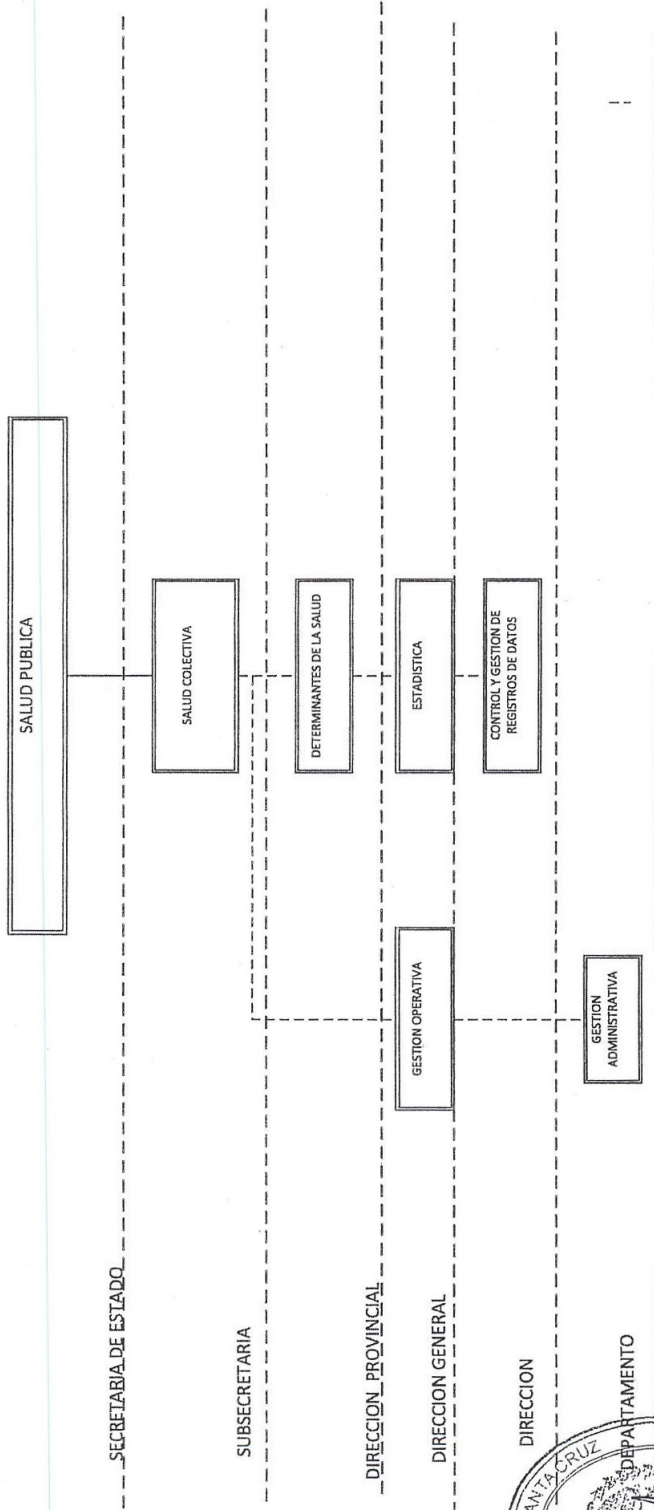 SALUD PUBLICA
SECRETARIA DE ESTADO
SALUD COLECTIVA
SUBSECRETARIA
DETERMINANTES DE LA SALUD
DIRECCION PROVINCIAL
GESTION OPERATIVA
ESTADISTICA
DIRECCION GENERAL
CONTROL Y GESTION DE
REGISTROS DE DATOS
DIRECCION
GESTION
ADMINISTRATIVA
DEPARTAMENTO
ANTA CRUZ